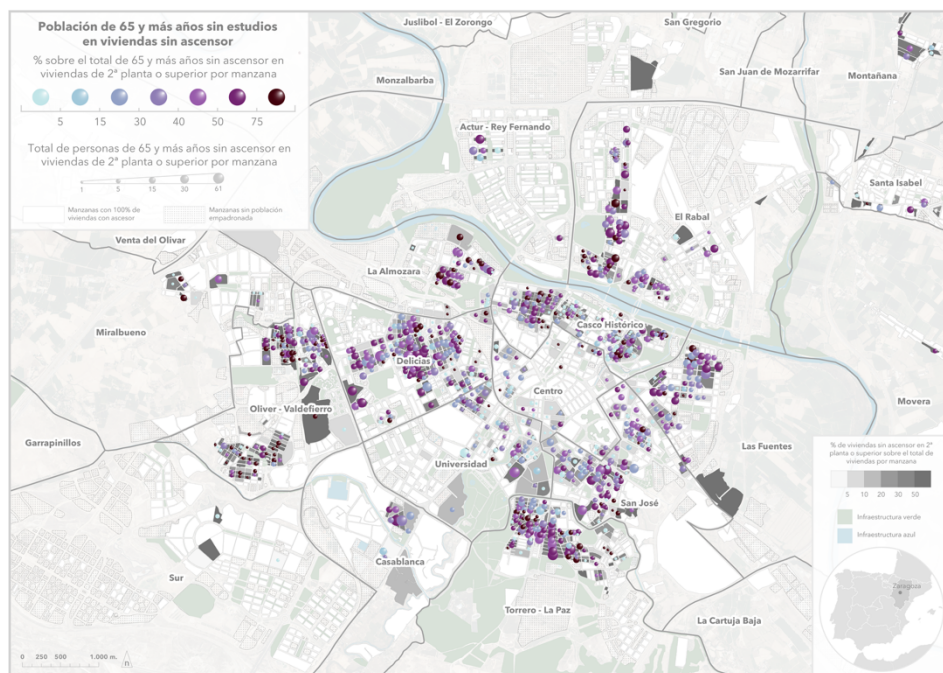 Población de 65 y más años sin estudios
en viviendas sin ascensor
% sobre el total de 65 y más años sin ascensor en
viviendas de 2ª planta o superior por manzana
5 15 30 40 45 50 75
Total de personas de 65 y más años sin ascensor en
viviendas de 2ª planta o superior por manzana
1 5 15 30 61
Manzanas con 100% de
viviendas con ascesor
Manzanas sin población
empadronada
Juslibol - El Zorongo
San Gregorio
Monzalbarba
San Juan de Mozarrifar
Montañana
Actur - Rey Fernando
Santa Isabel
El Rabal
Venta del Olivar
La Almozara
Miralbueno
Casco Histórico
Delicias
Centro
Oliver - Valdefierro
Movera
Garrapinillos
Las Fuentes
Universidad
San José
Casablanca
Sur
Torrero - La Paz
La Cartuja Baja
% de viviendas sin ascensor en 2ª
planta o superior sobre el total de
viviendas por manzana
5 10 20 30 50
Infraestructura verde
Infraestructura azul
Zaragoza
0 250 500 1.000 m.
n